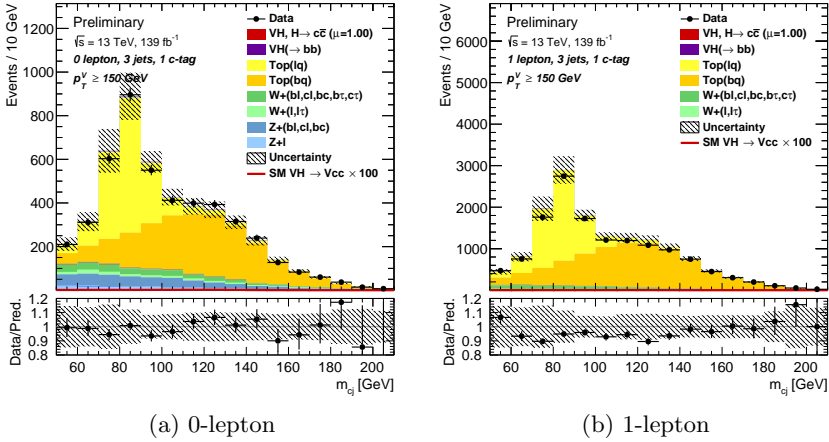 Events / 10 GeV
1200
1000
800
600
400
200
Preliminary
√s = 13 TeV, 139 fb⁻¹
0 lepton, 3 jets, 1 c-tag
p_T^V ≥ 150 GeV
Data
VH, H→ cc̄ (μ=1.00)
VH(→ bb)
Top(lq)
Top(bq)
W+(bl,cl,bc,bτ,cτ)
W+(l,lτ)
Z+(bl,cl,bc)
Z+l
Uncertainty
SM VH → Vcc × 100
Data/Pred.
1.2
1.1
1
0.9
0.8
60 80 100 120 140 160 180 200
m_cj [GeV]
(a) 0-lepton
Events / 10 GeV
6000
5000
4000
3000
2000
1000
Preliminary
√s = 13 TeV, 139 fb⁻¹
1 lepton, 3 jets, 1 c-tag
p_T^V ≥ 150 GeV
Data
VH, H→ cc̄ (μ=1.00)
VH(→ bb)
Top(lq)
Top(bq)
W+(bl,cl,bc,bτ,cτ)
W+(l,lτ)
Uncertainty
SM VH → Vcc × 100
Data/Pred.
1.2
1.1
1
0.9
0.8
60 80 100 120 140 160 180 200
m_cj [GeV]
(b) 1-lepton